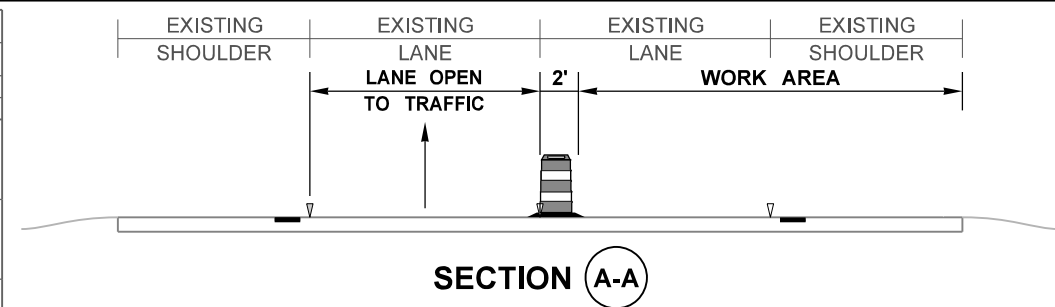 EXISTING EXISTING EXISTING EXISTING
SHOULDER LANE LANE SHOULDER
LANE OPEN 2' WORK AREA
TO TRAFFIC
SECTION A-A